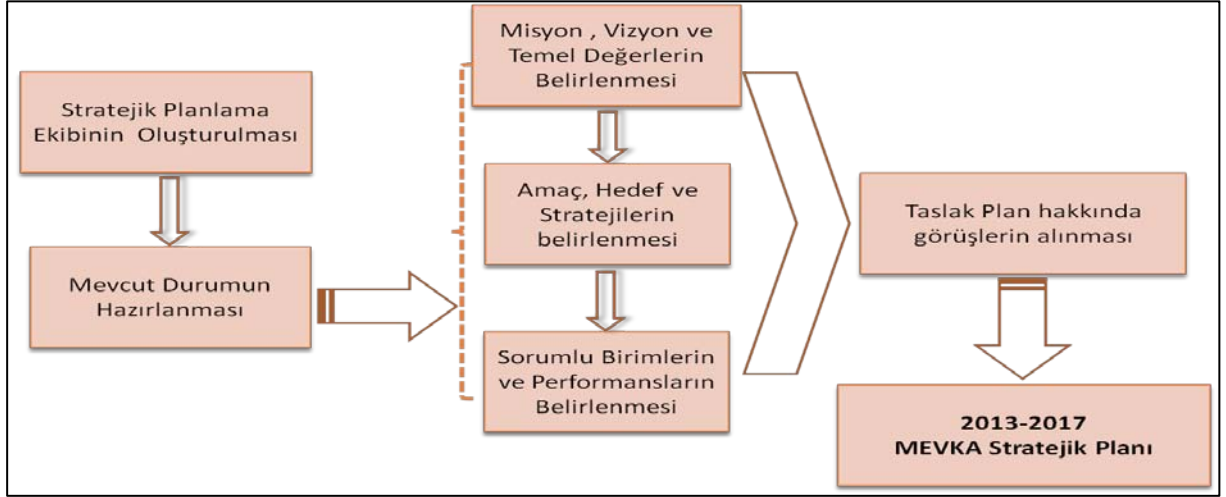 Stratejik Planlama
Ekibinin Oluşturulması
Mevcut Durumun
Hazırlanması
Misyon , Vizyon ve
Temel Değerlerin
Belirlenmesi
Amaç, Hedef ve
Stratejilerin
belirlenmesi
Sorumlu Birimlerin
ve Performansların
Belirlenmesi
Taslak Plan hakkında
görüşlerin alınması
2013-2017
MEVKA Stratejik Planı